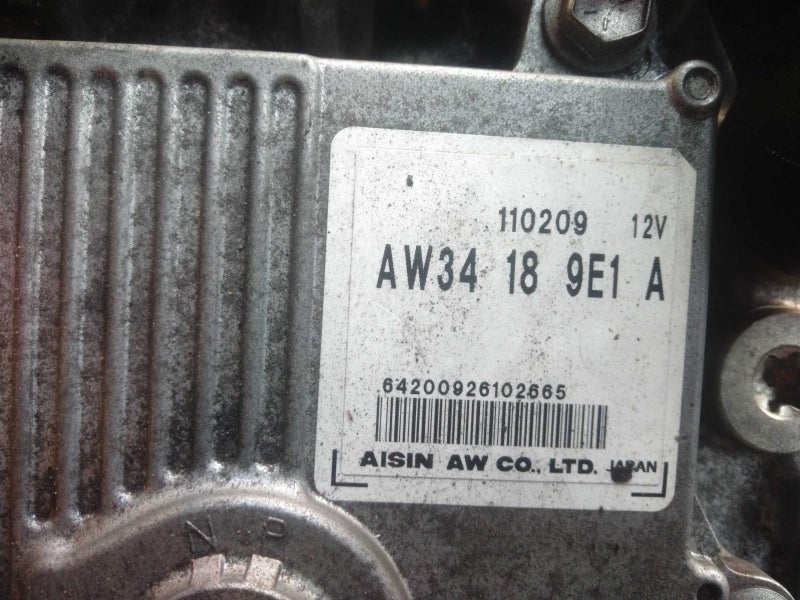 110209 12V
AW34 18 9E1 A
64200926102665
AISIN AW CO., LTD. JAPAN
N P